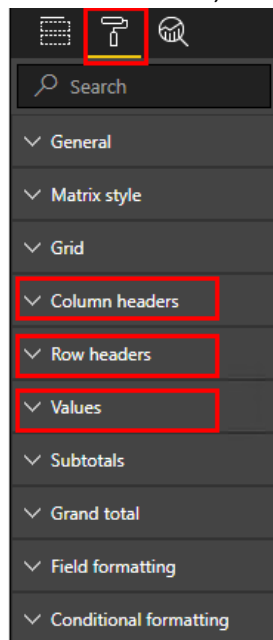 Search
General
Matrix style
Grid
Column headers
Row headers
Values
Subtotals
Grand total
Field formatting
Conditional formatting